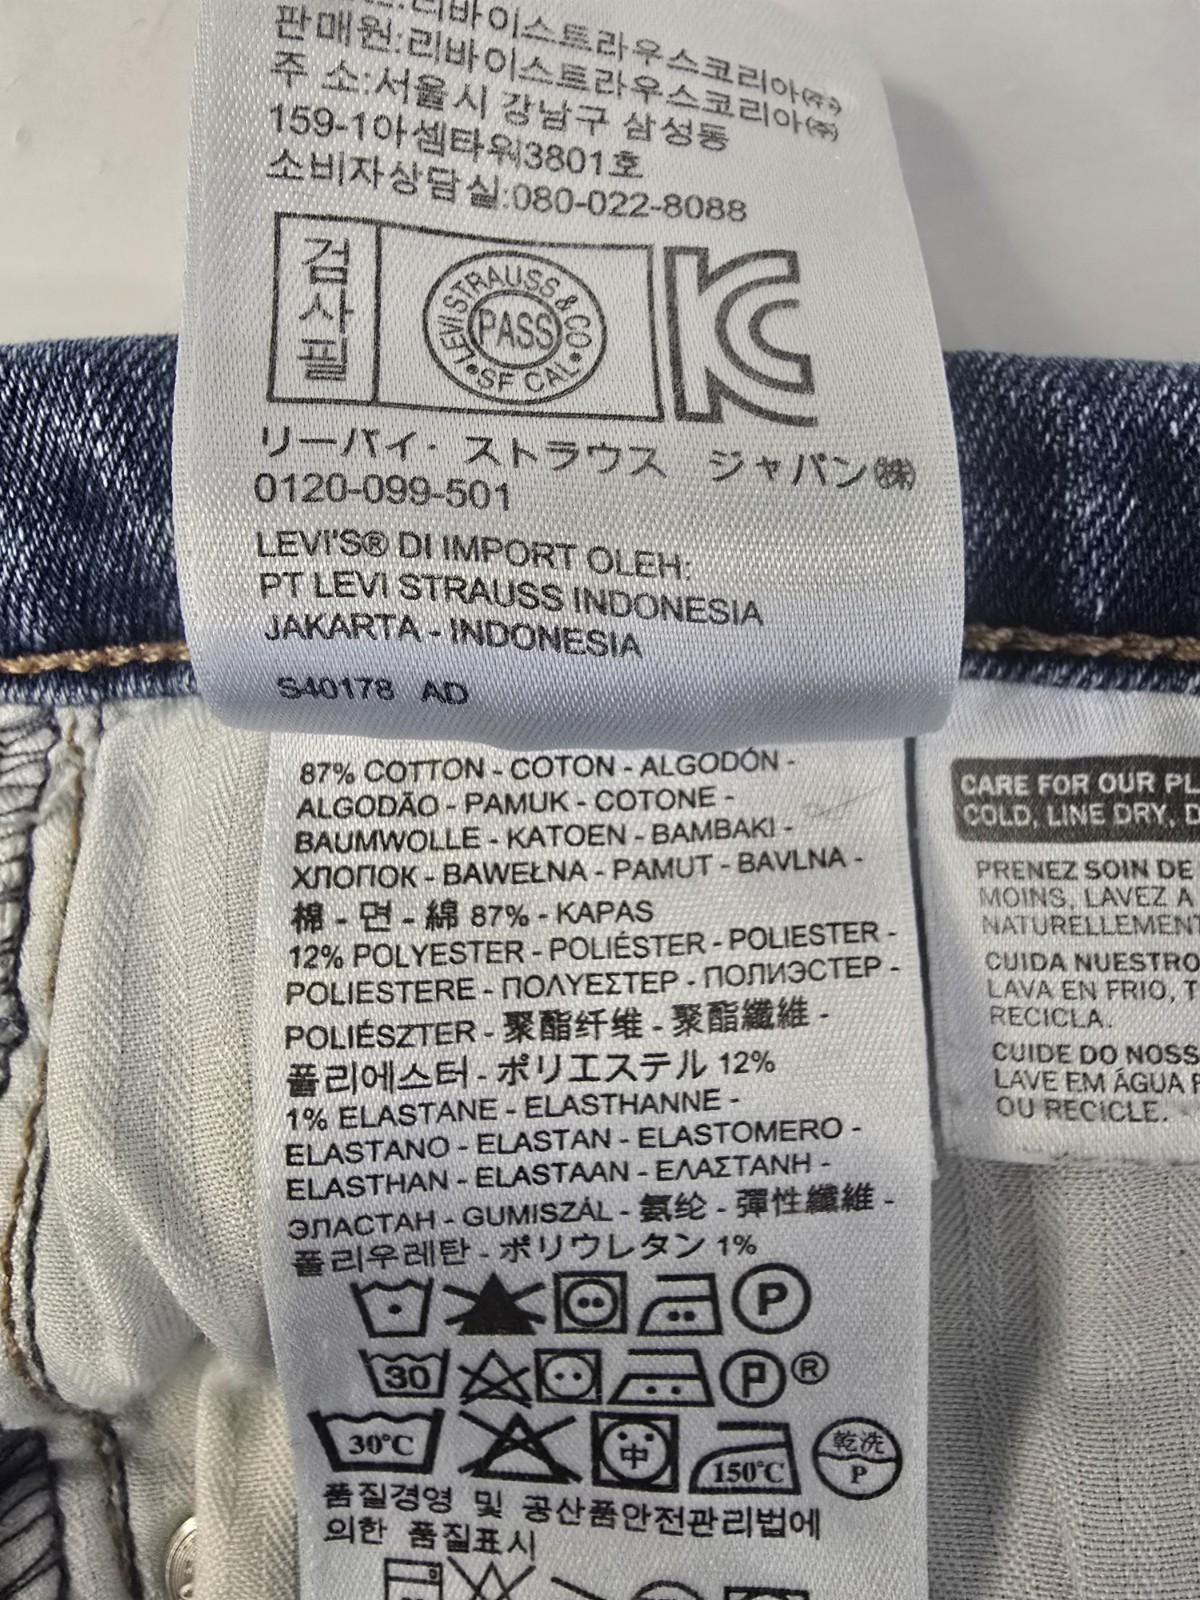 판매원:리바이스트라우스코리아㈜
주 소:서울시 강남구 삼성동
159-1아셈타워3801호
소비자상담실:080-022-8088
검사필
LEVI STRAUSS & CO • SF CAL •
PASS
KC
リーバイ・ストラウス ジャパン㈱
0120-099-501
LEVI'S® DI IMPORT OLEH:
PT LEVI STRAUSS INDONESIA
JAKARTA - INDONESIA
S40178 AD
87% COTTON - COTON - ALGODÓN -
ALGODÃO - PAMUK - COTONE -
BAUMWOLLE - KATOEN - BAMBAKI -
ХЛОПОК - BAWEŁNA - PAMUT - BAVLNA -
棉 - 면 - 綿 87% - KAPAS
12% POLYESTER - POLIÉSTER - POLIESTER -
POLIESTERE - ΠΟΛΥΕΣΤΕΡ - ПОЛИЭСТЕР -
POLIÉSZTER - 聚酯纤维 - 聚酯纖維 -
폴리에스터 - ポリエステル 12%
1% ELASTANE - ELASTHANNE -
ELASTANO - ELASTAN - ELASTOMERO -
ELASTHAN - ELASTAAN - ΕΛΑΣΤΑΝΗ -
ЭЛАСТАН - GUMISZÁL - 氨纶 - 彈性纖維 -
폴리우레탄 - ポリウレタン 1%
P
30 P ®
30°C 中 150°C 乾洗 P
품질경영 및 공산품안전관리법에
의한 품질표시
CARE FOR OUR
COLD, LINE DRY,
PRENEZ SOIN DE
MOINS, LAVEZ A
NATURELLEMENT
CUIDA NUESTRO
LAVA EN FRIO,
RECICLA.
CUIDE DO
LAVE EM ÁGUA
OU RECICLE.